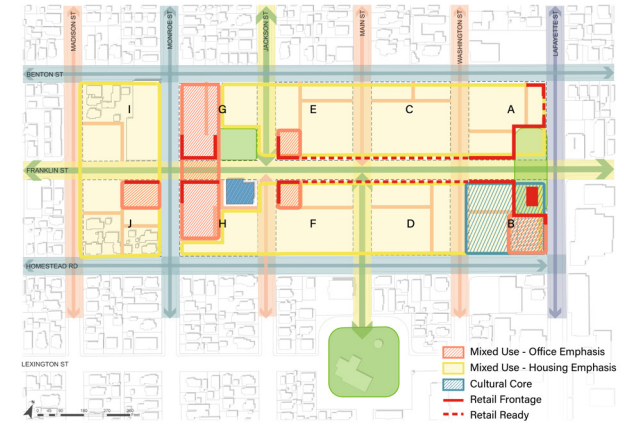 MADISON ST
MONROE ST
JACKSON ST
MAIN ST
WASHINGTON ST
LAFAYETTE ST
BENTON ST
I
G
E
C
A
FRANKLIN ST
J
H
F
D
B
HOMESTEAD RD
LEXINGTON ST
Mixed Use - Office Emphasis
Mixed Use - Housing Emphasis
Cultural Core
Retail Frontage
Retail Ready